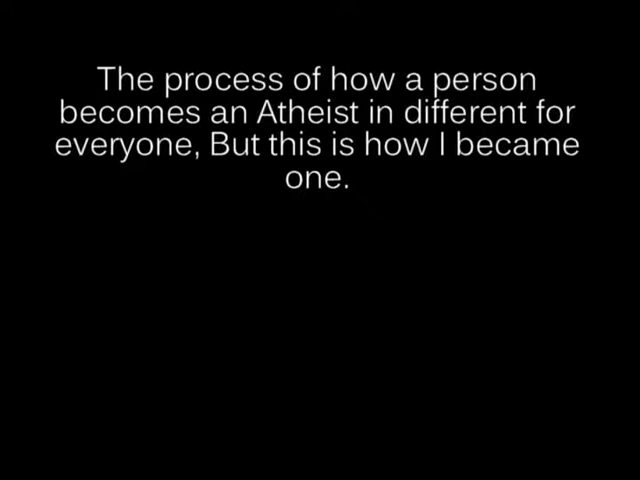 The process of how a person
becomes an Atheist in different for
everyone, But this is how I became
one.